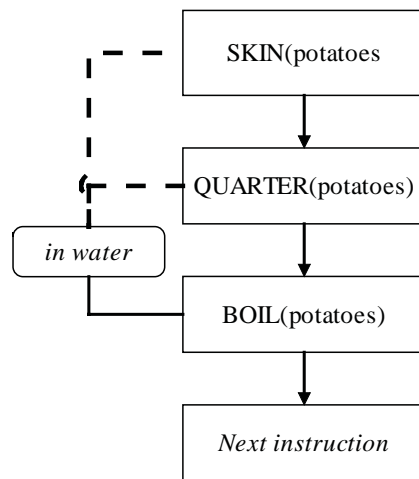 SKIN(potatoes
QUARTER(potatoes)
in water
BOIL(potatoes)
Next instruction